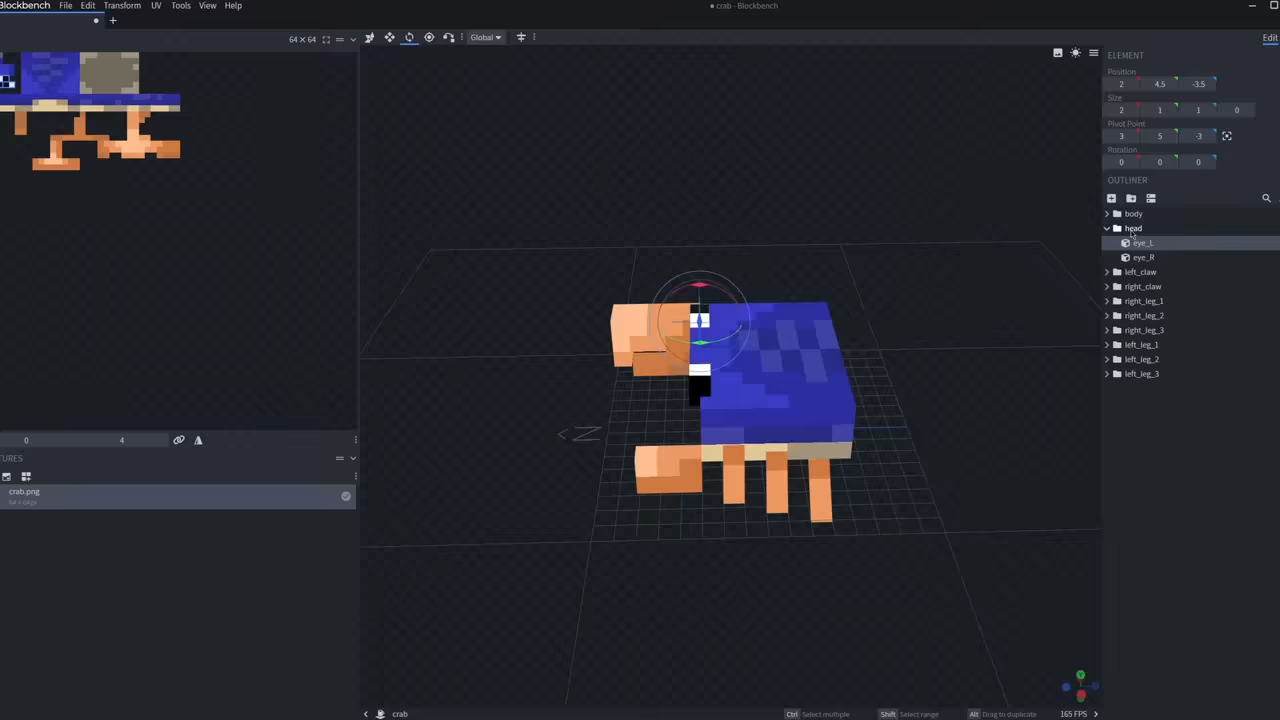 Blockbench File Edit Transform UV Tools View Help
• crab - Blockbench
64 × 64
Global
Edit
ELEMENT
Position
2 4.5 -3.5
Size
2 1 1 0
Pivot Point
3 5 -3
Rotation
0 0 0
OUTLINER
body
head
eye_L
eye_R
left_claw
right_claw
right_leg_1
right_leg_2
right_leg_3
left_leg_1
left_leg_2
left_leg_3
N
0 4
TURES
crab.png
crab
Ctrl Select multiple Shift Select range Alt Drag to duplicate 165 FPS